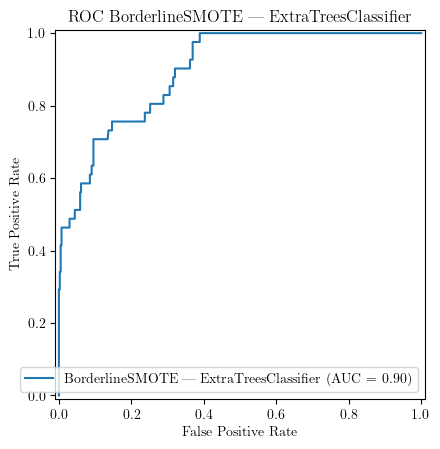 ROC BorderlineSMOTE — ExtraTreesClassifier
1.0
0.8
0.6
0.4
0.2
0.0
True Positive Rate
BorderlineSMOTE — ExtraTreesClassifier (AUC = 0.90)
0.0 0.2 0.4 0.6 0.8 1.0
False Positive Rate